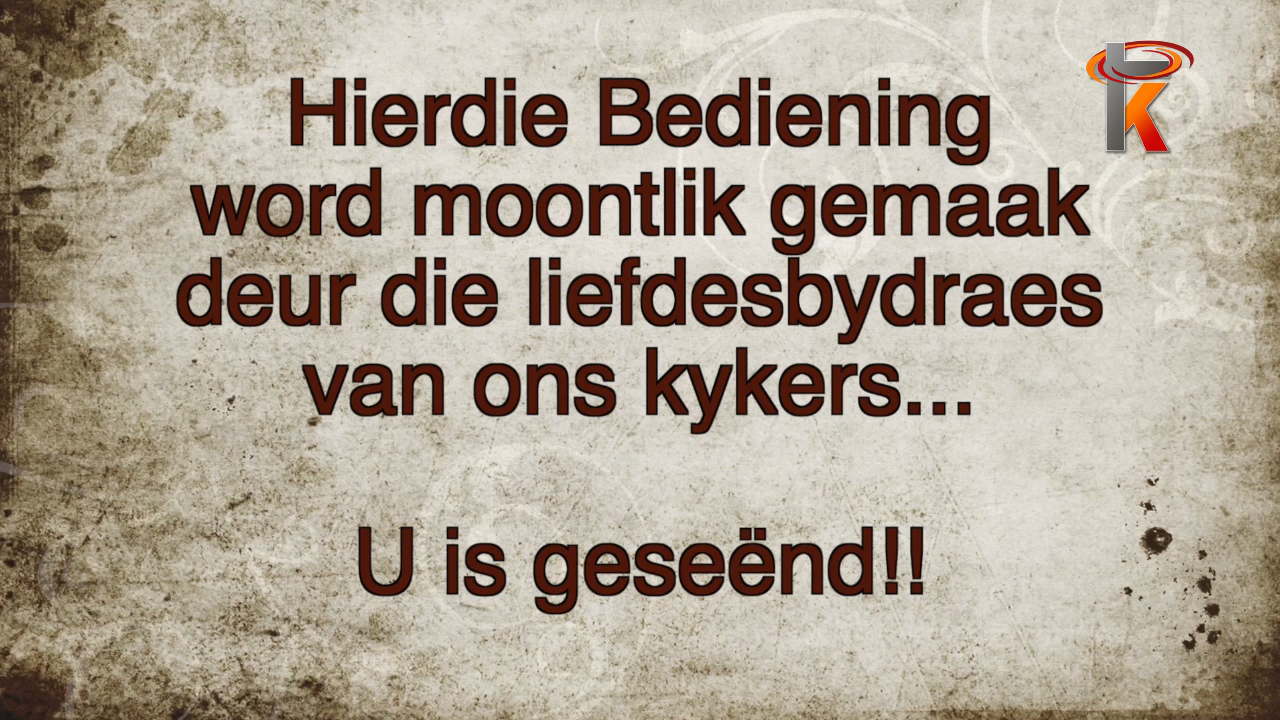 Hierdie Bediening
word moontlik gemaak
deur die liefdesbydraes
van ons kykers...
U is geseënd!!